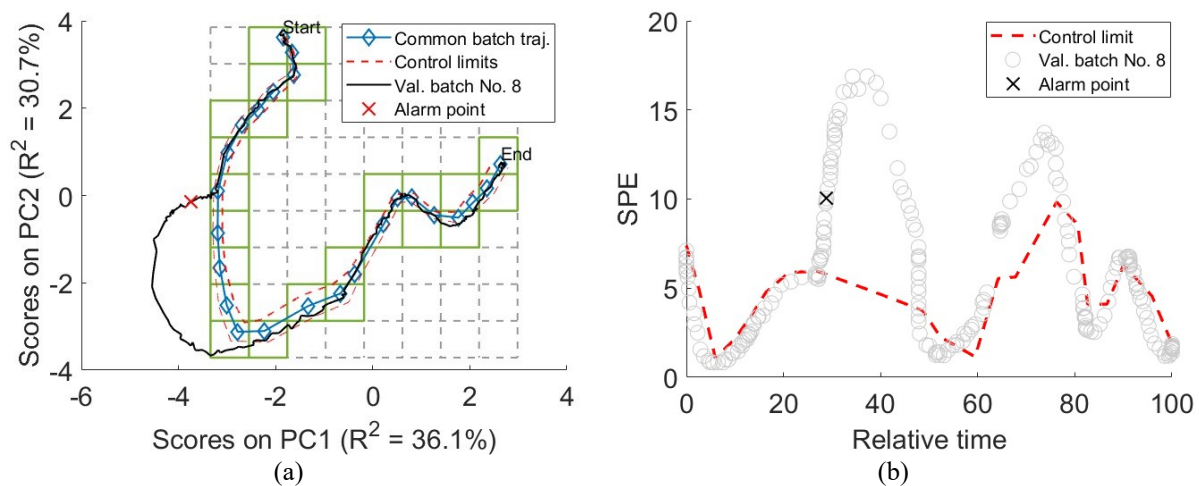 4
2
0
-2
-4
-6
-4
-2
0
2
4
Scores on PC2 (R² = 30.7%)
Scores on PC1 (R² = 36.1%)
Start
End
Common batch traj.
Control limits
Val. batch No. 8
Alarm point
(a)
20
15
10
5
0
0
20
40
60
80
100
SPE
Relative time
Control limit
Val. batch No. 8
Alarm point
(b)